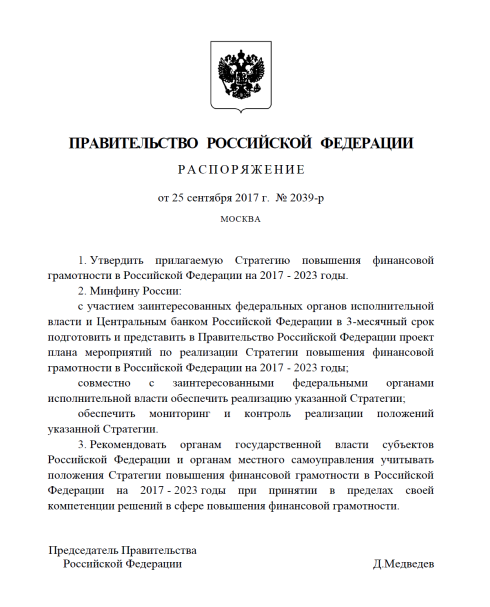 ПРАВИТЕЛЬСТВО РОССИЙСКОЙ ФЕДЕРАЦИИ
РАСПОРЯЖЕНИЕ
от 25 сентября 2017 г. № 2039-р
МОСКВА
1. Утвердить прилагаемую Стратегию повышения финансовой
грамотности в Российской Федерации на 2017 - 2023 годы.
2. Минфину России:
с участием заинтересованных федеральных органов исполнительной
власти и Центральным банком Российской Федерации в 3-месячный срок
подготовить и представить в Правительство Российской Федерации проект
плана мероприятий по реализации Стратегии повышения финансовой
грамотности в Российской Федерации на 2017 - 2023 годы;
совместно с заинтересованными федеральными органами
исполнительной власти обеспечить реализацию указанной Стратегии;
обеспечить мониторинг и контроль реализации положений
указанной Стратегии.
3. Рекомендовать органам государственной власти субъектов
Российской Федерации и органам местного самоуправления учитывать
положения Стратегии повышения финансовой грамотности в Российской
Федерации на 2017 - 2023 годы при принятии в пределах своей
компетенции решений в сфере повышения финансовой грамотности.
Председатель Правительства
Российской Федерации Д.Медведев